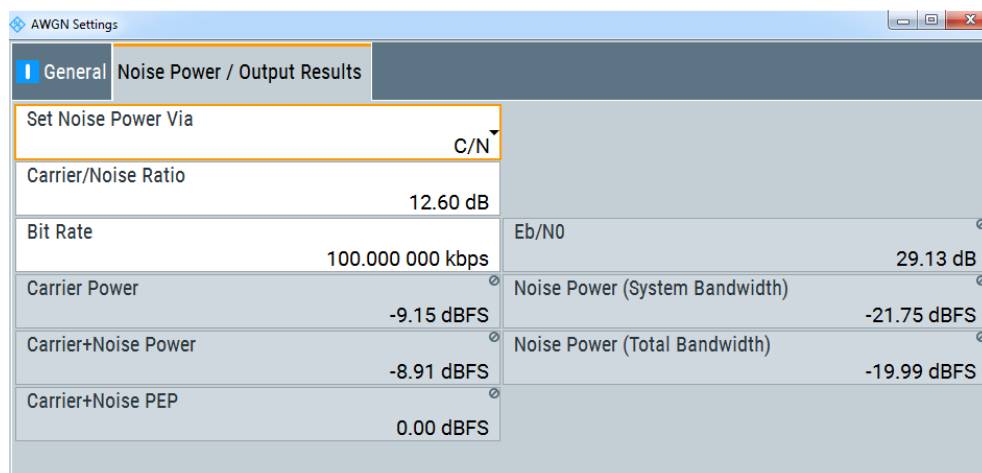 AWGN Settings
General Noise Power / Output Results
Set Noise Power Via
C/N
Carrier/Noise Ratio
12.60 dB
Bit Rate
100.000 000 kbps
Eb/N0
29.13 dB
Carrier Power
-9.15 dBFS
Noise Power (System Bandwidth)
-21.75 dBFS
Carrier+Noise Power
-8.91 dBFS
Noise Power (Total Bandwidth)
-19.99 dBFS
Carrier+Noise PEP
0.00 dBFS